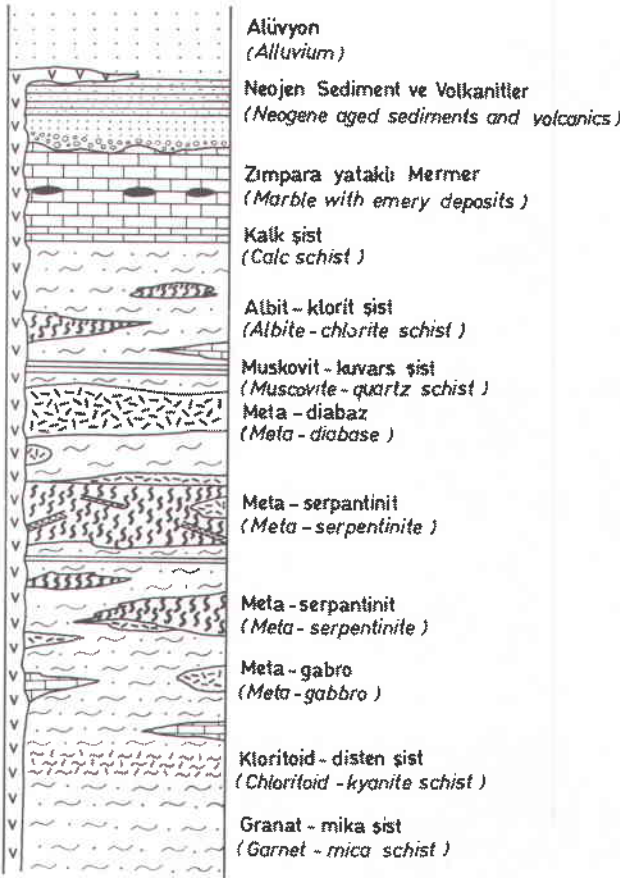 Alüvyon
(Alluvium)
Neojen Sediment ve Volkanitler
(Neogene aged sediments and volcanics)
Zımpara yataklı Mermer
(Marble with emery deposits)
Kalk şist
(Calc schist)
Albit - klorit şist
(Albite - chlorite schist)
Muskovit - kuvars şist
(Muscovite - quartz schist)
Meta - diabaz
(Meta - diabase)
Meta - serpantinit
(Meta - serpentinite)
Meta - serpantinit
(Meta - serpentinite)
Meta - gabro
(Meta - gabbro)
Kloritoid - disten şist
(Chloritoid - kyanite schist)
Granat - mika şist
(Garnet - mica schist)